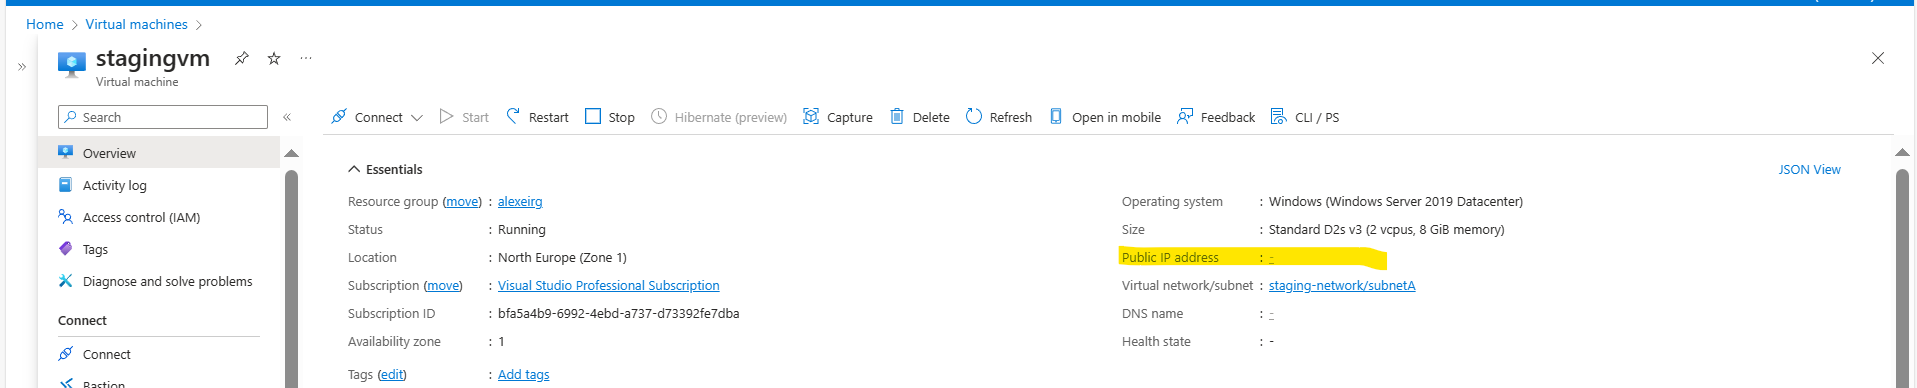 Home > Virtual machines >
stagingvm
Virtual machine
Search
Connect
Start
Restart
Stop
Hibernate (preview)
Capture
Delete
Refresh
Open in mobile
Feedback
CLI / PS
Overview
Activity log
Access control (IAM)
Tags
Diagnose and solve problems
Connect
Connect
Bastion
Essentials
JSON View
Resource group (move) : alexeirg
Status : Running
Location : North Europe (Zone 1)
Subscription (move) : Visual Studio Professional Subscription
Subscription ID : bfa5a4b9-6992-4ebd-a737-d73392fe7dba
Availability zone : 1
Tags (edit) : Add tags
Operating system : Windows (Windows Server 2019 Datacenter)
Size : Standard D2s v3 (2 vcpus, 8 GiB memory)
Public IP address : -
Virtual network/subnet : staging-network/subnetA
DNS name : -
Health state : -